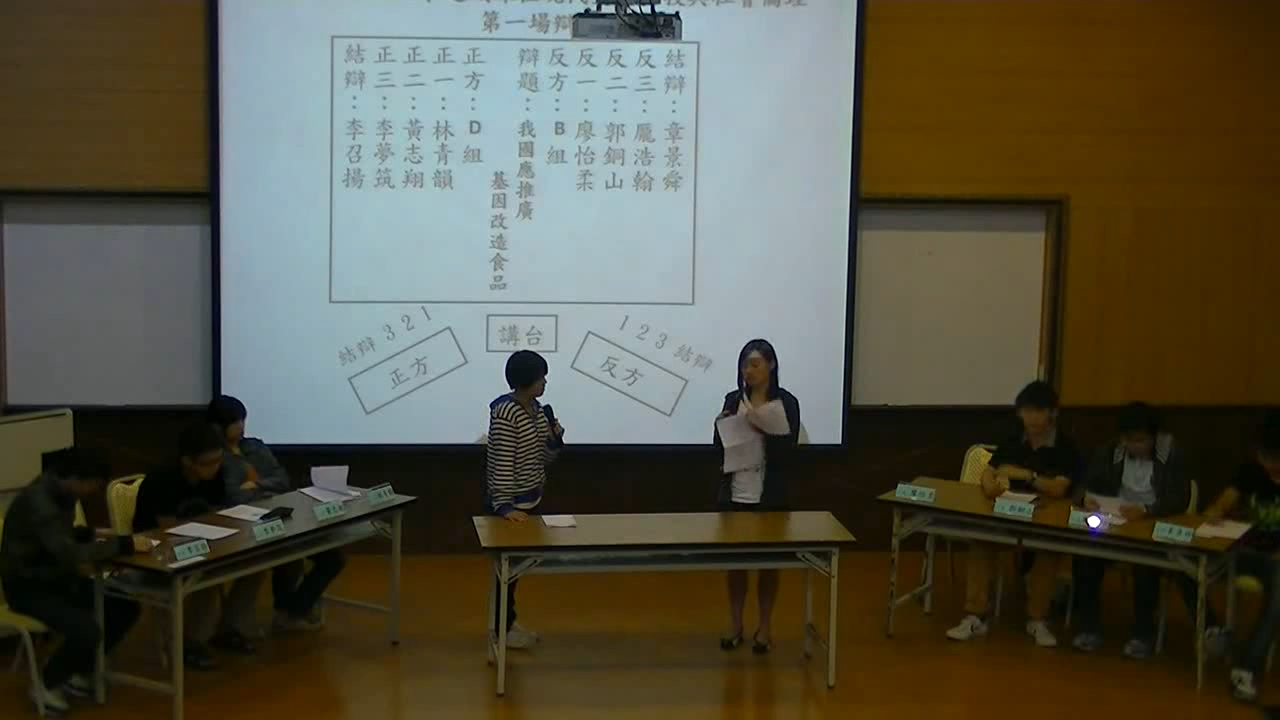 第一場辯
結辯：章景舜
反三：龐浩翰
反二：郭銅山
反一：廖怡柔
反方：B組
辯題：我國應推廣
基因改造食品
正方：D組
正一：林青韻
正二：黃志翔
正三：李夢筑
結辯：李召揚
結辯 3 2 1
講台
1 2 3 結辯
正方
反方